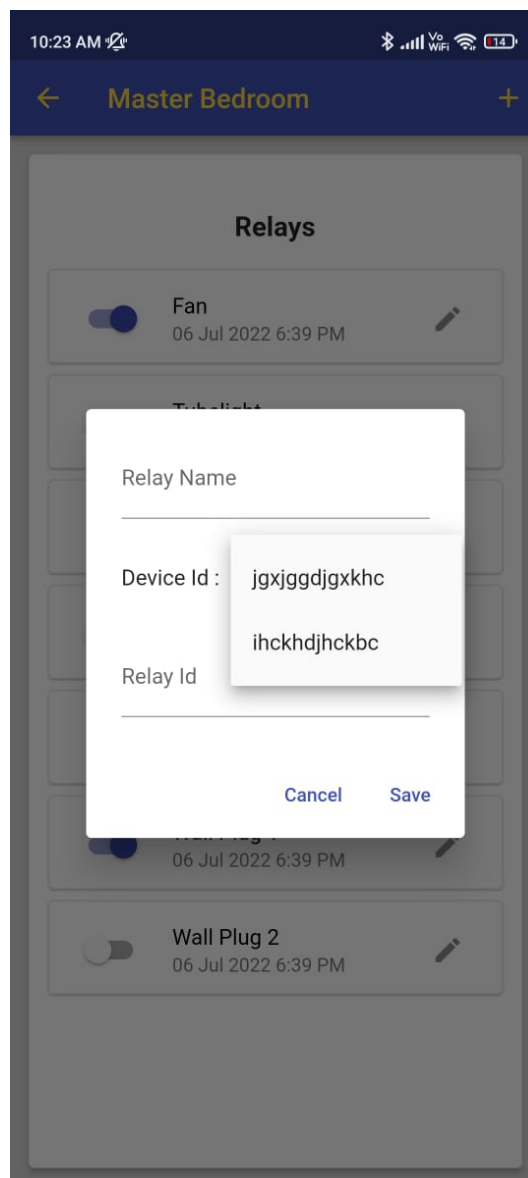 10:23 AM
Vo
WiFi
14
Master Bedroom
Relays
Fan
06 Jul 2022 6:39 PM
Tubelight
Relay Name
Device Id :
jgxjggdjgxkhc
ihckhdjhckbc
Relay Id
Cancel
Save
06 Jul 2022 6:39 PM
Wall Plug 2
06 Jul 2022 6:39 PM